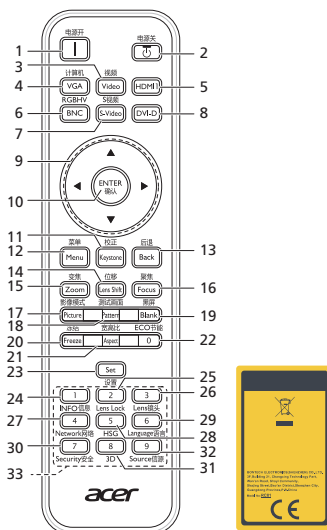 电源开
电源关
1
2
3
计算机
视频
4
VGA
Video
HDMI 1
5
RGBHV
S视频
6
BNC
S-Video
DVI-D
8
7
9
10
ENTER
确认
11
菜单
校正
后退
12
Menu
Keystone
Back
13
14
变焦
位移
聚焦
15
Zoom
Lens Shift
Focus
16
影像模式
测试画面
黑屏
17
Picture
Pattern
Blank
19
18
冻结
宽高比
ECO节能
20
Freeze
Aspect
0
22
21
23
Set
设置
25
24
1
2
3
26
INFO信息
Lens Lock
Lens镜头
27
4
5
6
29
Network网络
HSG
Language语言
28
30
7
8
9
32
31
Security安全
3D
Source信源
33
acer
CE